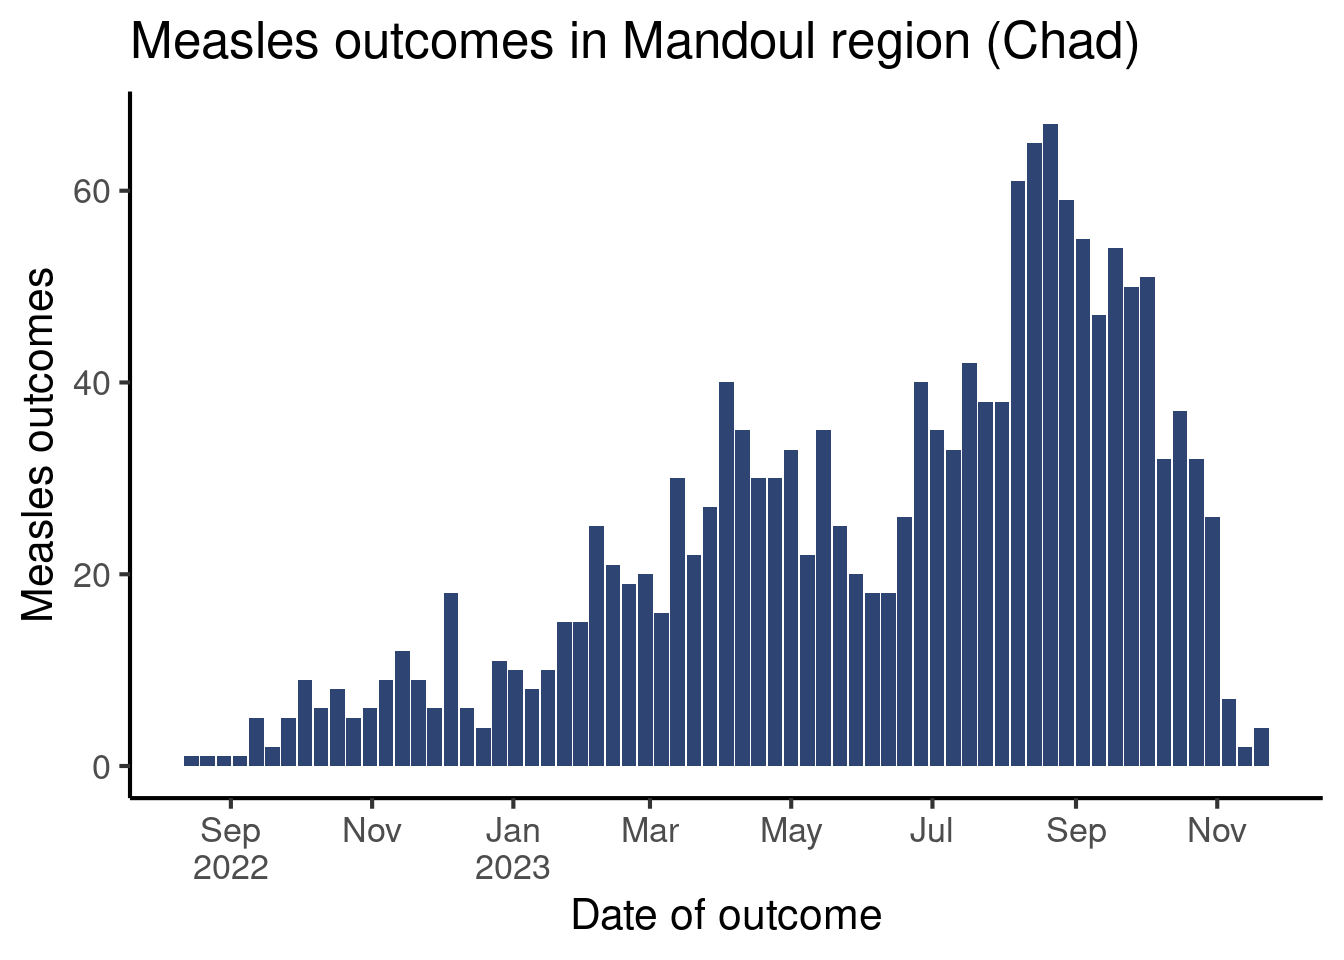 Measles outcomes in Mandoul region (Chad)
Measles outcomes
60
40
20
0
Sep Nov Jan Mar May Jul Sep Nov
2022 2023
Date of outcome